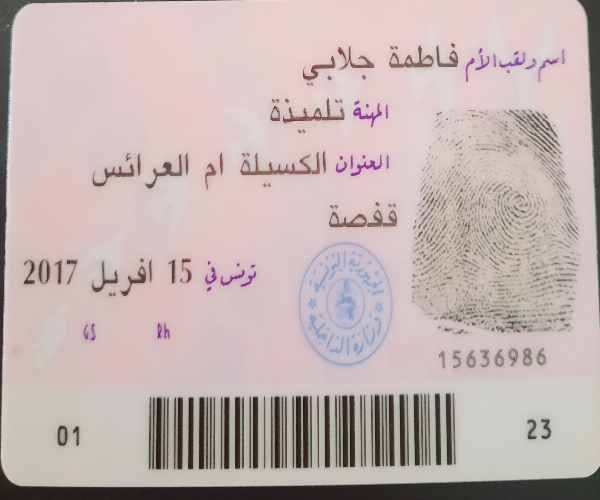 اسم ولقب الأم فاطمة جلابي
المهنة تلميذة
العنوان الكسيلة ام العرائس
قفصة
تونس في 15 افريل 2017
GS Rh
الجمهورية التونسية
وزارة الداخلية
15636986
01 23